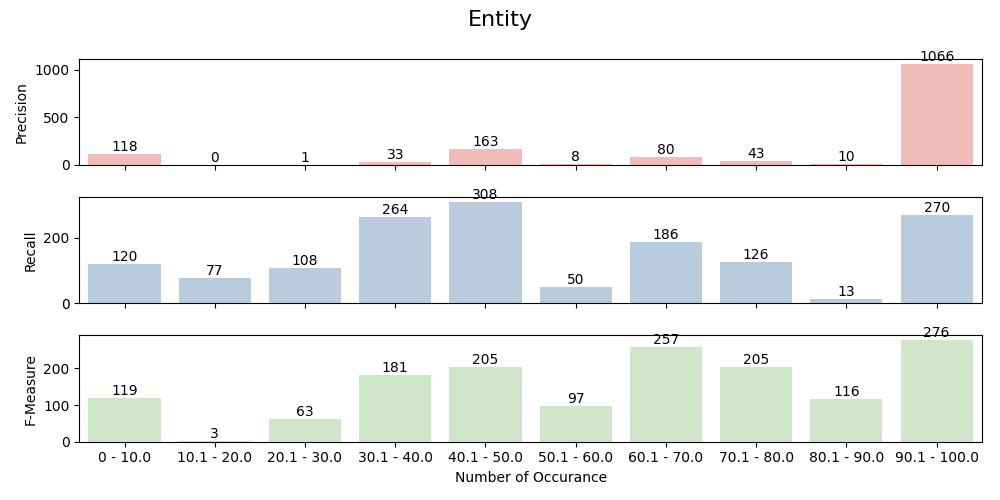 Entity
1000
500
0
Precision
118
0
1
33
163
8
80
43
10
1066
200
0
Recall
120
77
108
264
308
50
186
126
13
270
200
100
0
F-Measure
119
3
63
181
205
97
257
205
116
276
0 - 10.0
10.1 - 20.0
20.1 - 30.0
30.1 - 40.0
40.1 - 50.0
50.1 - 60.0
60.1 - 70.0
70.1 - 80.0
80.1 - 90.0
90.1 - 100.0
Number of Occurance